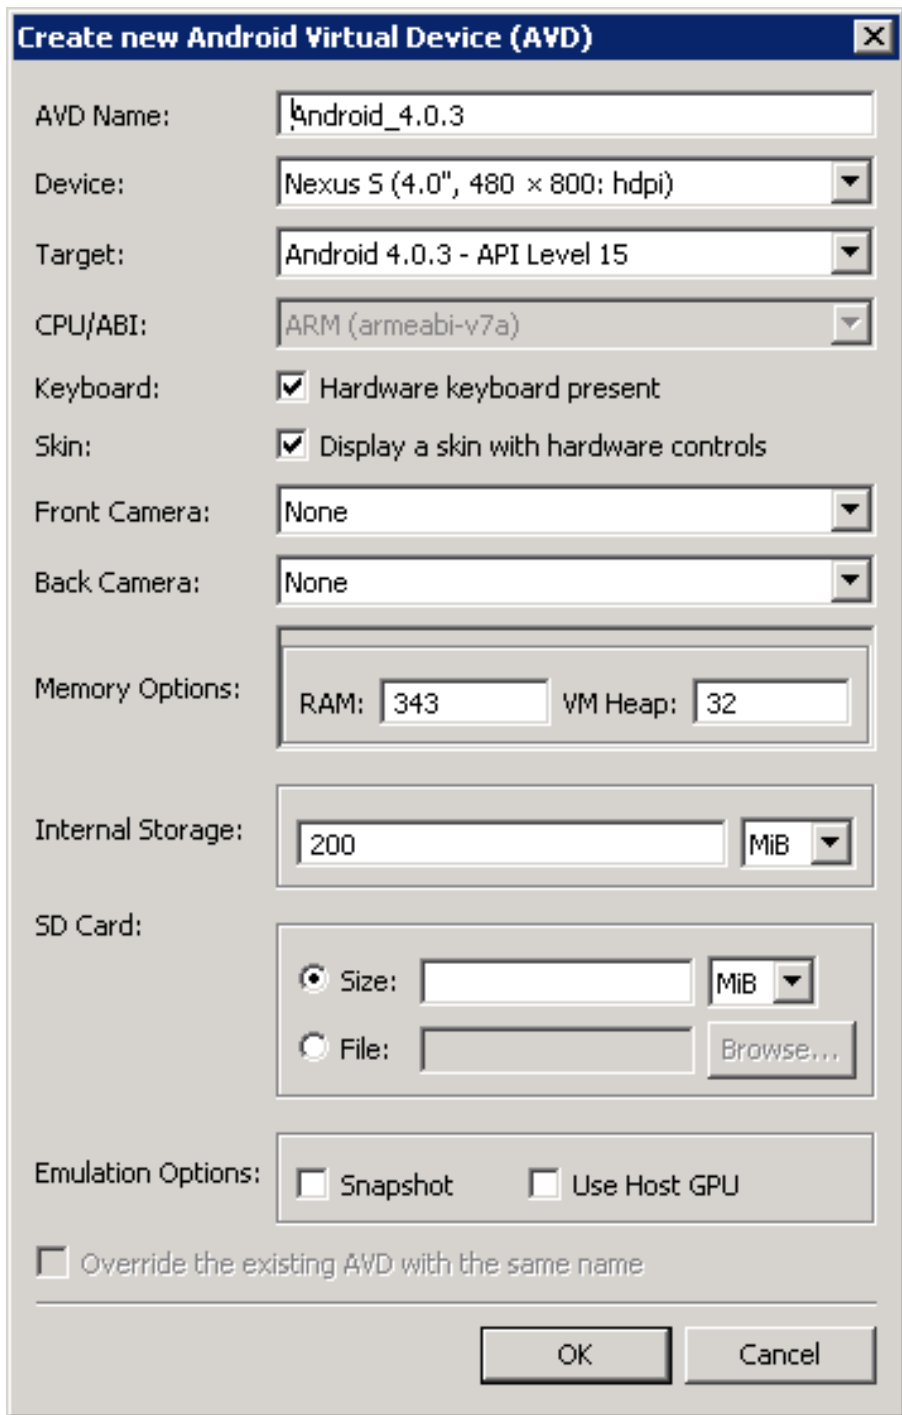 Create new Android Virtual Device (AVD)
AVD Name: Android_4.0.3
Device: Nexus S (4.0", 480 × 800: hdpi)
Target: Android 4.0.3 - API Level 15
CPU/ABI: ARM (armeabi-v7a)
Keyboard: Hardware keyboard present
Skin: Display a skin with hardware controls
Front Camera: None
Back Camera: None
Memory Options: RAM: 343 VM Heap: 32
Internal Storage: 200 MiB
SD Card:
Size: MiB
File: Browse...
Emulation Options: Snapshot Use Host GPU
Override the existing AVD with the same name
OK Cancel